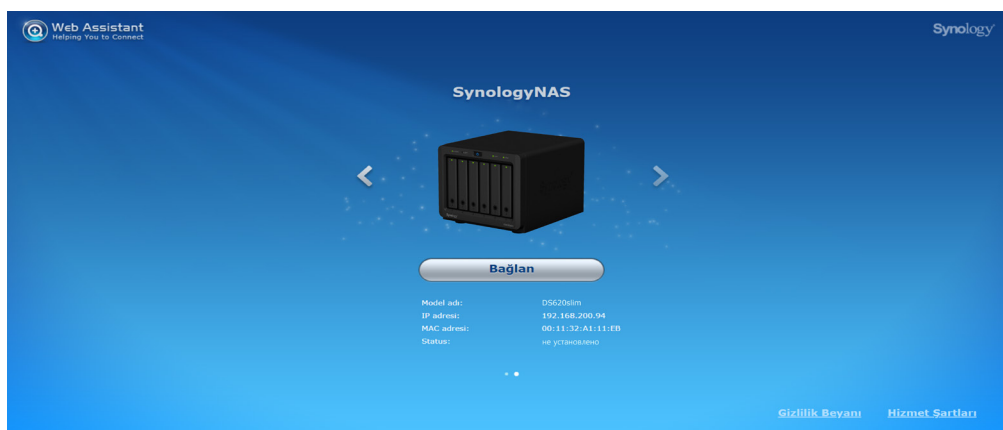 Web Assistant
Helping You to Connect
Synology
SynologyNAS
Bağlan
Model adı: DS620slim
IP adresi: 192.168.200.94
MAC adresi: 00:11:32:A1:11:EB
Status: не установлено
Gizlilik Beyanı Hizmet Şartları